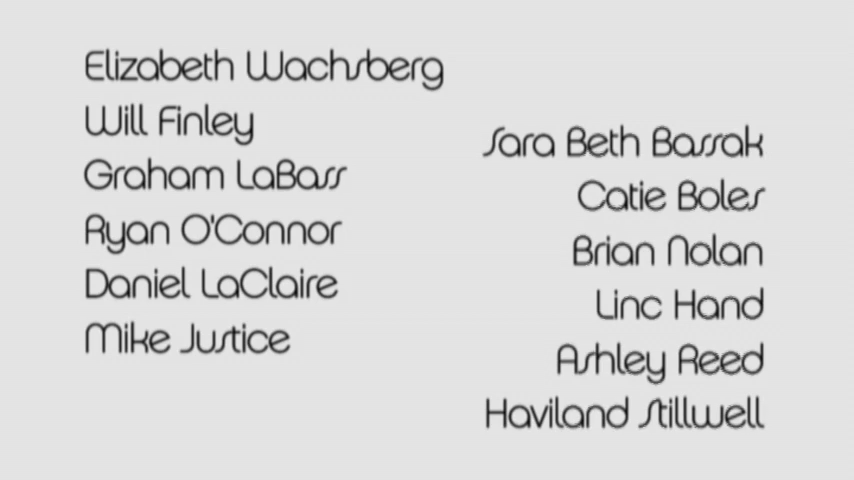 Elizabeth Wachsberg
Will Finley
Graham LaBass
Ryan O'Connor
Daniel LaClaire
Mike Justice
Sara Beth Bassak
Catie Boles
Brian Nolan
Linc Hand
Ashley Reed
Haviland Stillwell